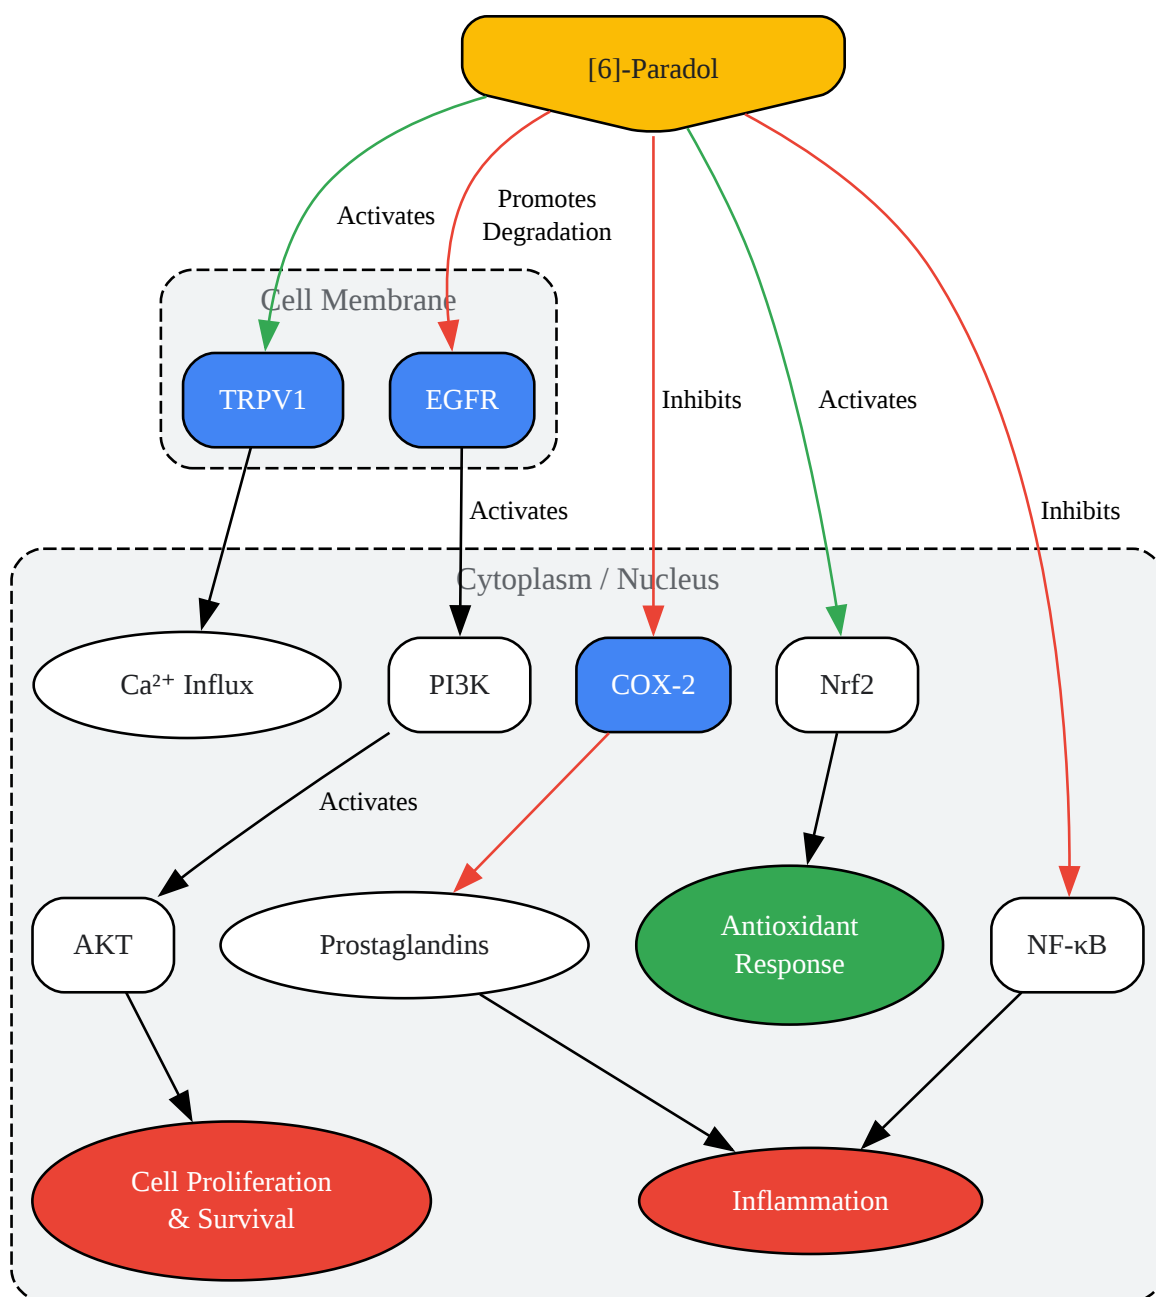 [6]-Paradol
Activates
Promotes
Degradation
Cell Membrane
TRPV1
EGFR
Inhibits
Activates
Activates
Inhibits
Cytoplasm / Nucleus
Ca²⁺ Influx
PI3K
COX-2
Nrf2
Activates
AKT
Prostaglandins
Antioxidant
Response
NF-κB
Cell Proliferation
& Survival
Inflammation